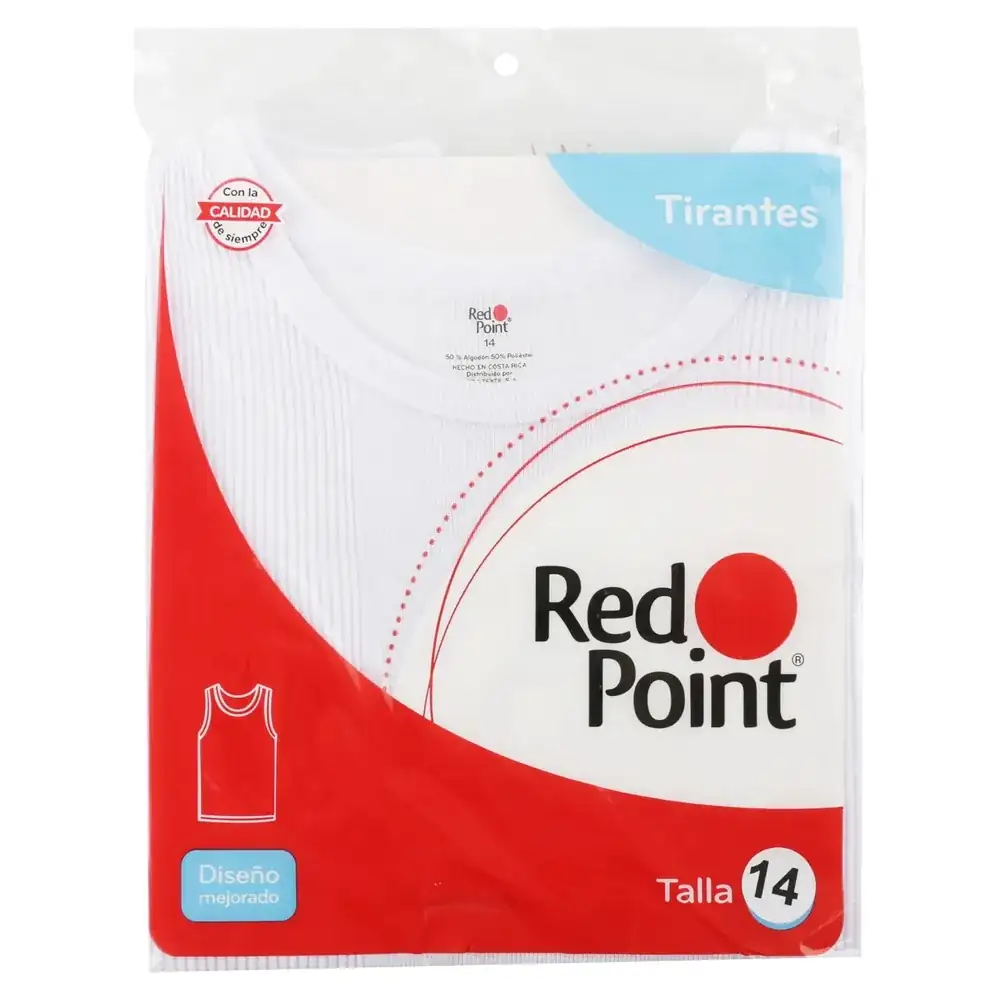 Con la
CALIDAD
de siempre
Tirantes
Red
Point®
14
50 % Algodón 50% Poliéster
HECHO EN COSTA RICA
Distribuido por
Red
Point®
Diseño
mejorado
Talla 14